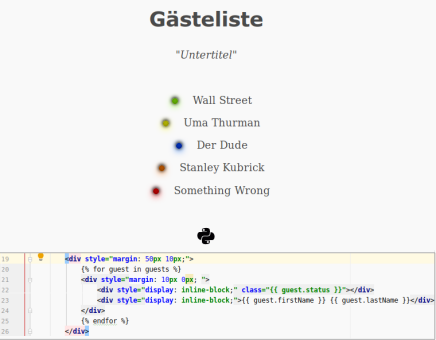 Gästeliste
"Untertitel"
Wall Street
Uma Thurman
Der Dude
Stanley Kubrick
Something Wrong
19 <div style="margin: 50px 10px;">
20 {% for guest in guests %}
21 <div style="margin: 10px 0px; ">
22 <div style="display: inline-block;" class="{{ guest.status }}"></div>
23 <div style="display: inline-block;">{{ guest.firstName }} {{ guest.lastName }}</div>
24 </div>
25 {% endfor %}
26 </div>